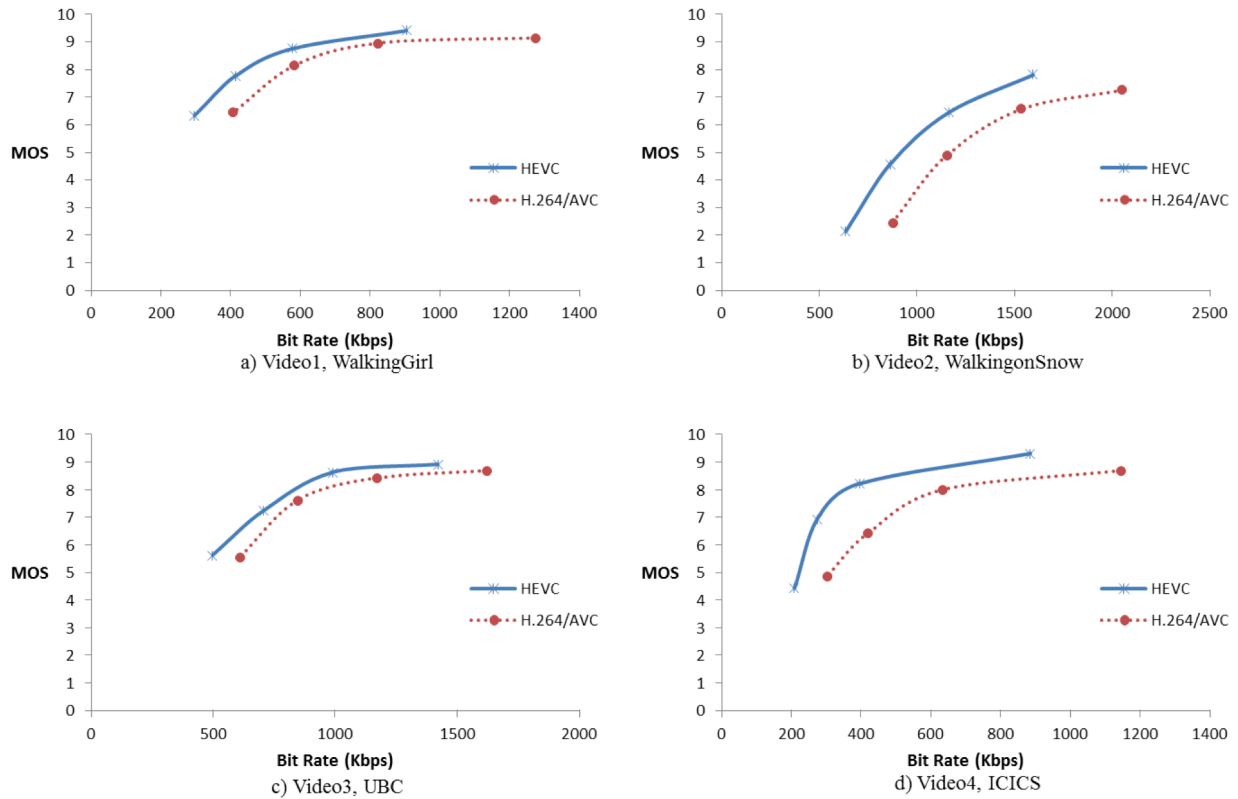 10
9
8
7
6
5
4
3
2
1
0
MOS
HEVC
H.264/AVC
0 200 400 600 800 1000 1200 1400
Bit Rate (Kbps)
a) Video1, WalkingGirl
10
9
8
7
6
5
4
3
2
1
0
MOS
HEVC
H.264/AVC
0 500 1000 1500 2000 2500
Bit Rate (Kbps)
b) Video2, WalkingonSnow
10
9
8
7
6
5
4
3
2
1
0
MOS
HEVC
H.264/AVC
0 500 1000 1500 2000
Bit Rate (Kbps)
c) Video3, UBC
10
9
8
7
6
5
4
3
2
1
0
MOS
HEVC
H.264/AVC
0 200 400 600 800 1000 1200 1400
Bit Rate (Kbps)
d) Video4, ICICS